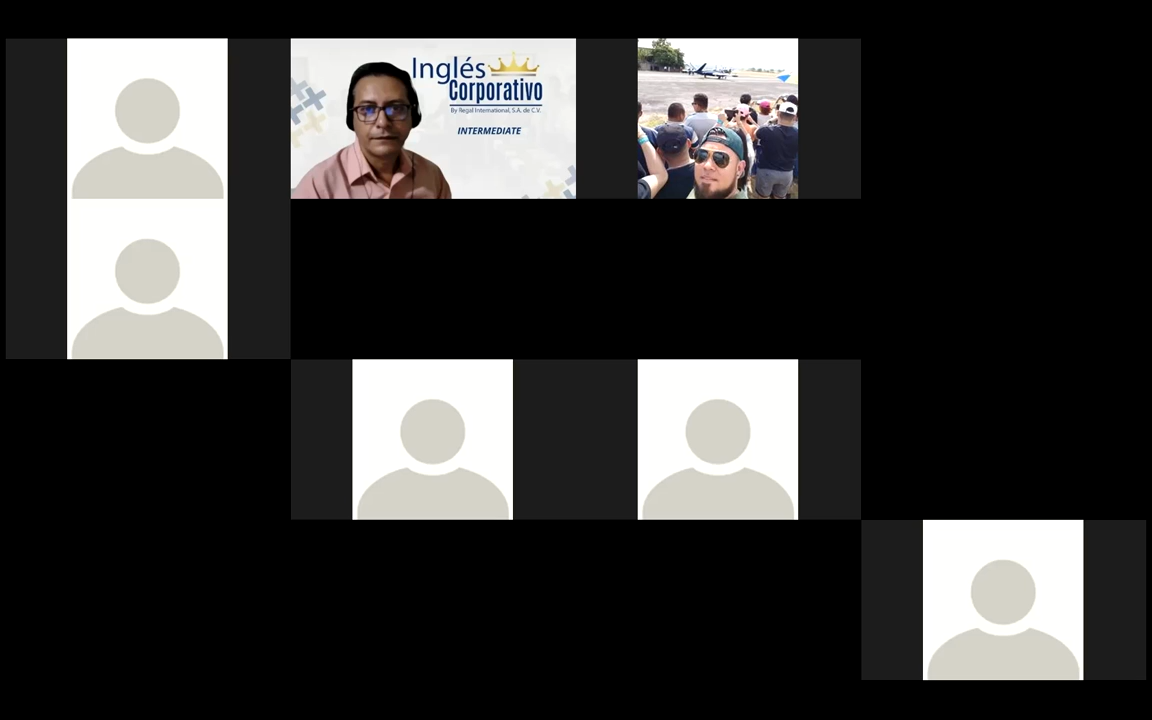 Inglés
Corporativo
By Regal International, S.A. de C.V.
INTERMEDIATE